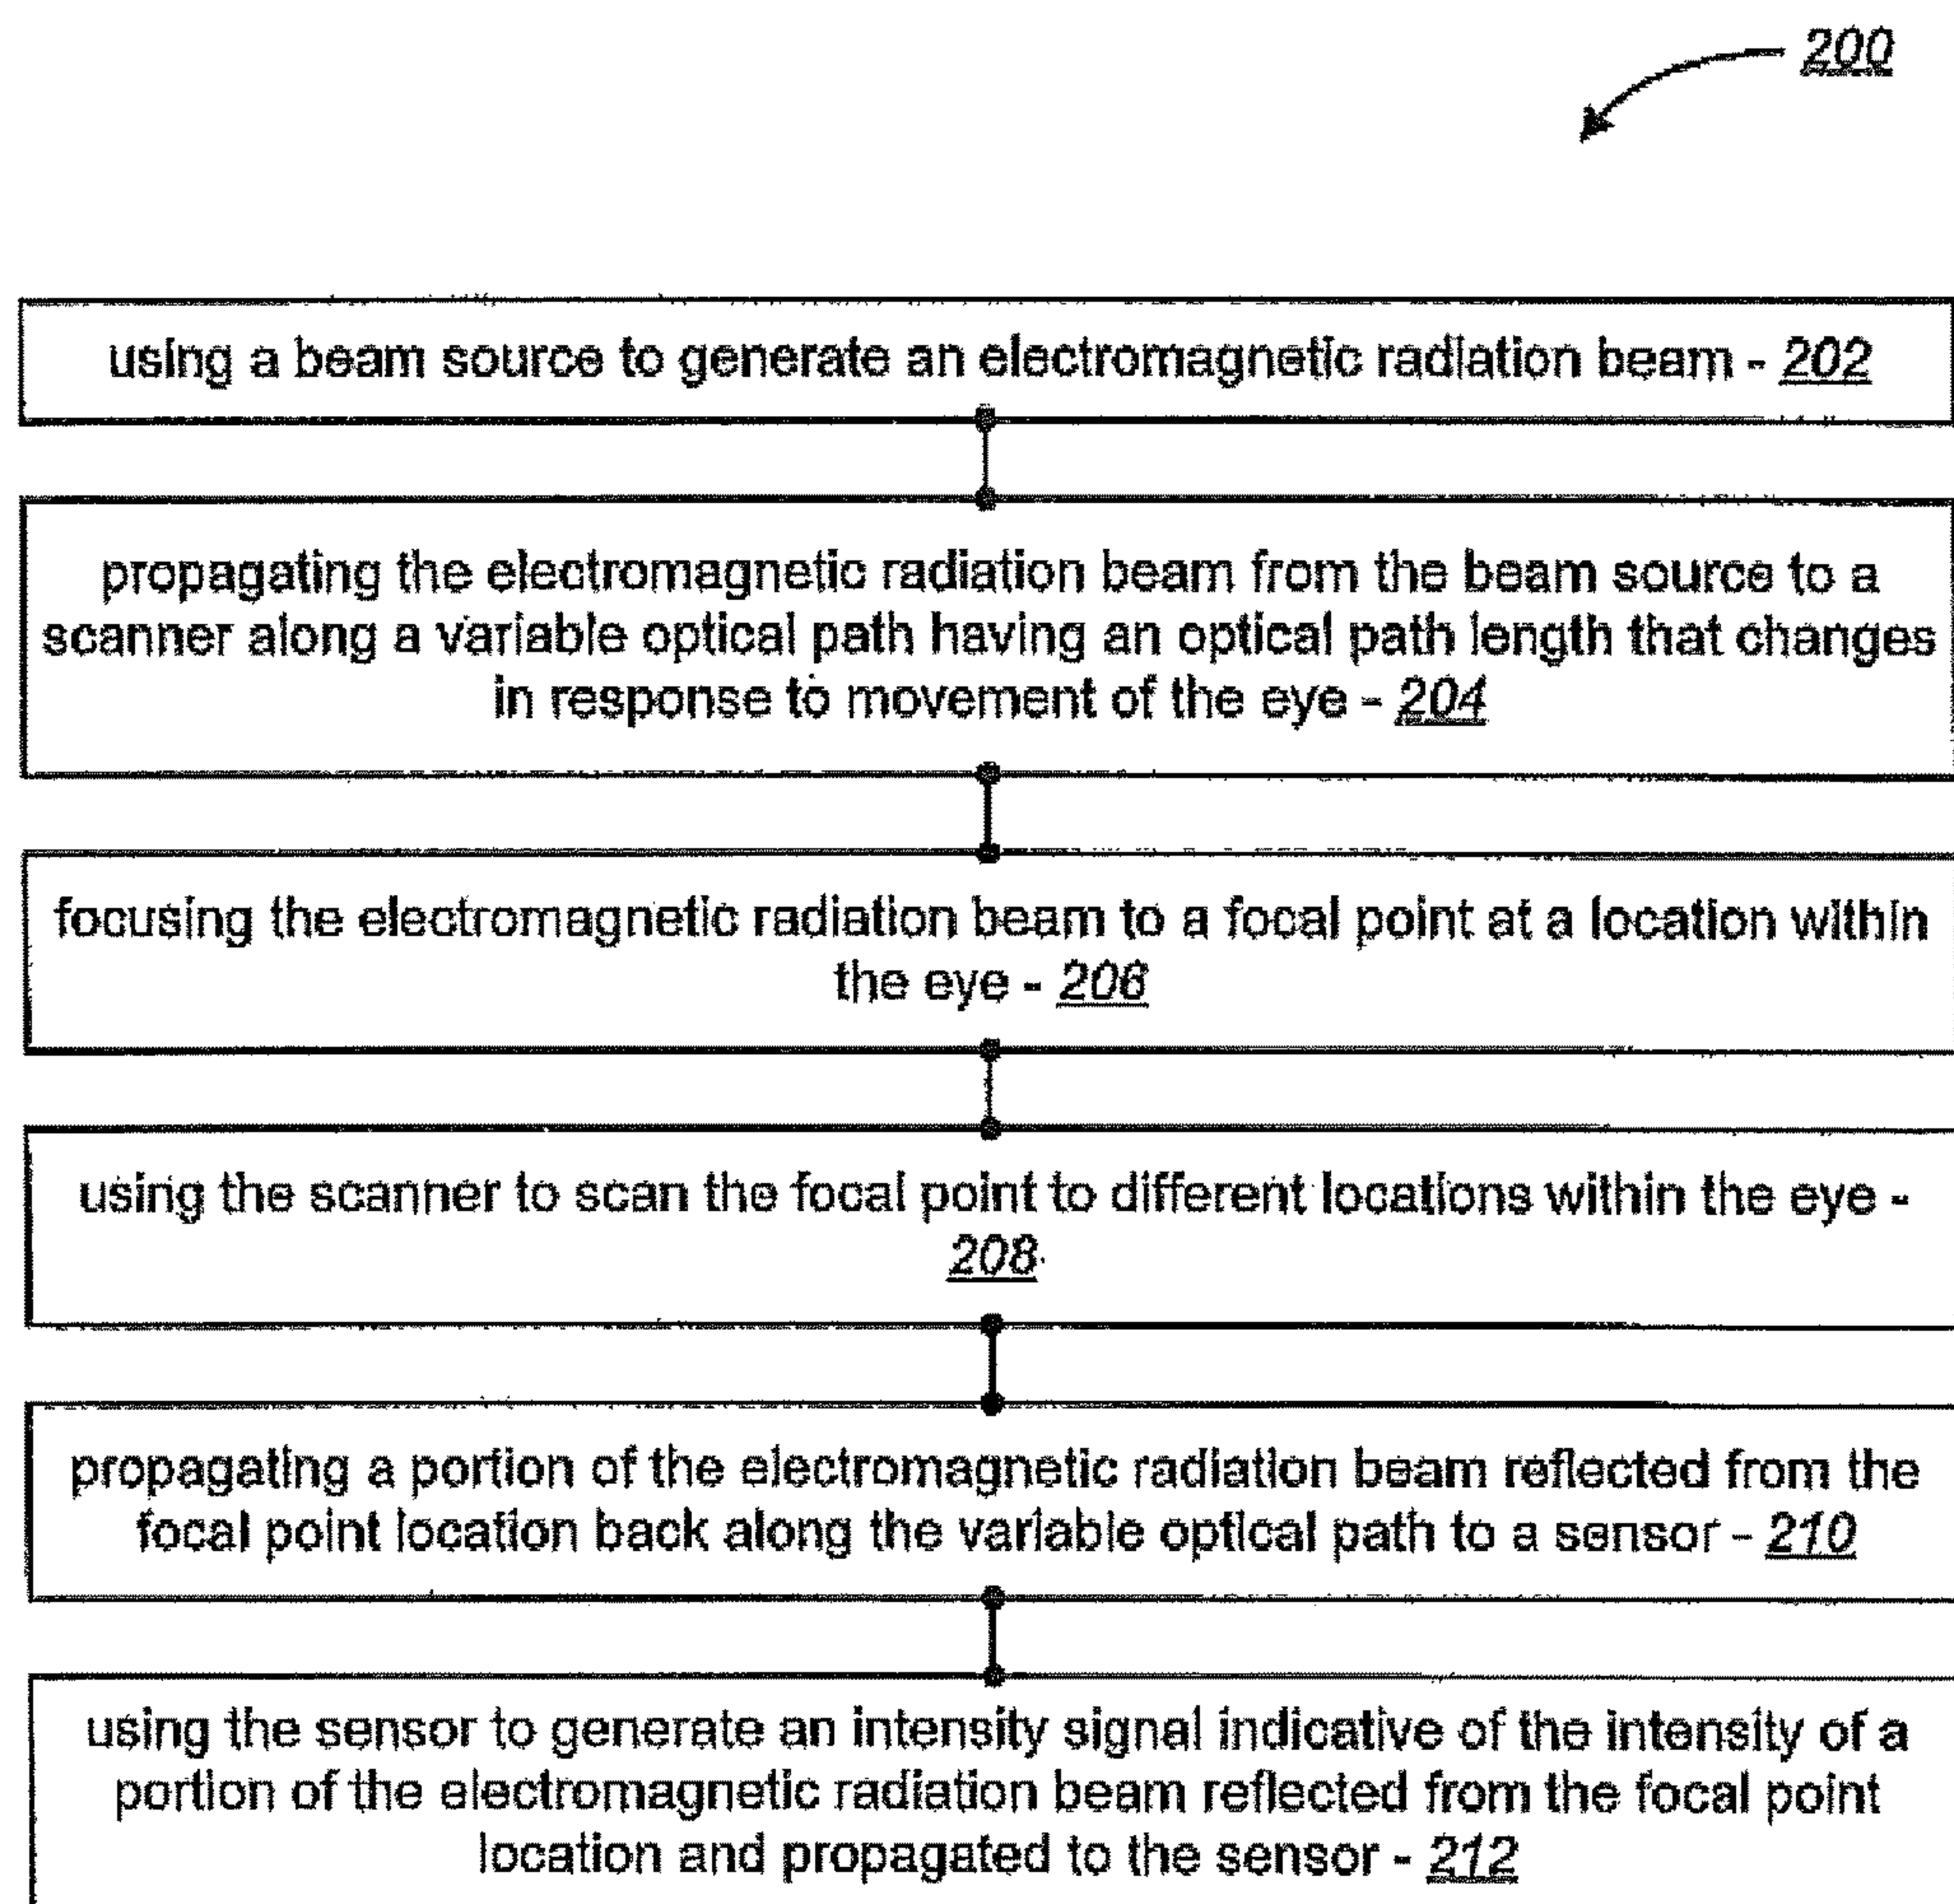 200
using a beam source to generate an electromagnetic radiation beam - 202
propagating the electromagnetic radiation beam from the beam source to a
scanner along a variable optical path having an optical path length that changes
in response to movement of the eye - 204
focusing the electromagnetic radiation beam to a focal point at a location within
the eye - 206
using the scanner to scan the focal point to different locations within the eye -
208
propagating a portion of the electromagnetic radiation beam reflected from the
focal point location back along the variable optical path to a sensor - 210
using the sensor to generate an intensity signal indicative of the intensity of a
portion of the electromagnetic radiation beam reflected from the focal point
location and propagated to the sensor - 212